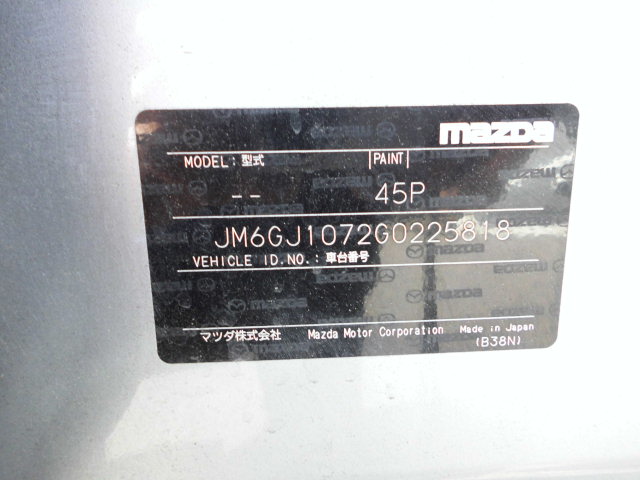 mazda
MODEL: 型式 PAINT
-- 45P
JM6GJ1072G0225818
VEHICLE ID.NO.: 車台番号
マツダ株式会社 Mazda Motor Corporation Made in Japan
(B38N)